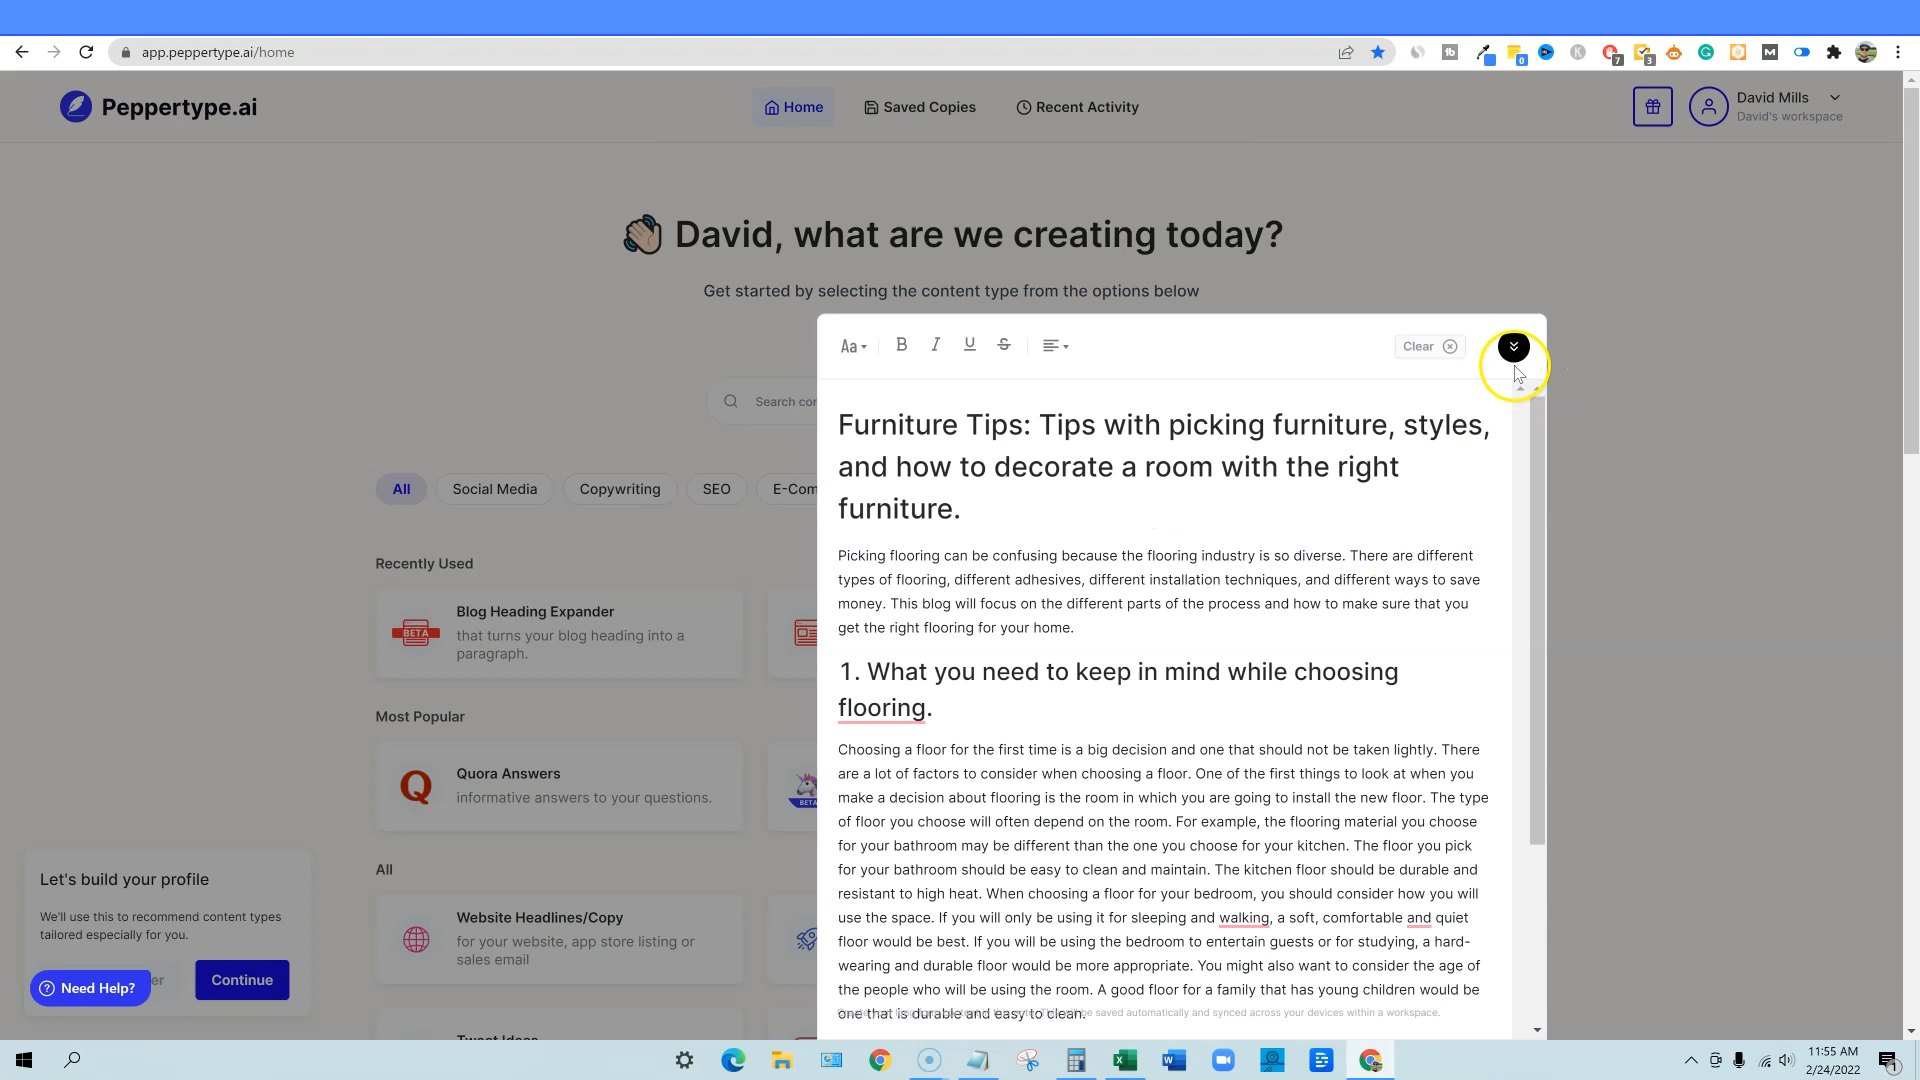 app.peppertype.ai/home
0
7
3
Peppertype.ai
Home
Saved Copies
Recent Activity
David Mills
David's workspace
David, what are we creating today?
Get started by selecting the content type from the options below
Aa
B I U S
Clear
Search
Furniture Tips: Tips with picking furniture, styles,
and how to decorate a room with the right
furniture.
All
Social Media
Copywriting
SEO
E-Com
Picking flooring can be confusing because the flooring industry is so diverse. There are different
types of flooring, different adhesives, different installation techniques, and different ways to save
money. This blog will focus on the different parts of the process and how to make sure that you
get the right flooring for your home.
1. What you need to keep in mind while choosing
flooring.
Choosing a floor for the first time is a big decision and one that should not be taken lightly. There
are a lot of factors to consider when choosing a floor. One of the first things to look at when you
make a decision about flooring is the room in which you are going to install the new floor. The type
of floor you choose will often depend on the room. For example, the flooring material you choose
for your bathroom may be different than the one you choose for your kitchen. The floor you pick
for your bathroom should be easy to clean and maintain. The kitchen floor should be durable and
resistant to high heat. When choosing a floor for your bedroom, you should consider how you will
use the space. If you will only be using it for sleeping and walking, a soft, comfortable and quiet
floor would be best. If you will be using the bedroom to entertain guests or for studying, a hard-
wearing and durable floor would be more appropriate. You might also want to consider the age of
the people who will be using the room. A good floor for a family that has young children would be
one that is durable and easy to clean.
be saved automatically and synced across your devices within a workspace.
Recently Used
BETA
Blog Heading Expander
that turns your blog heading into a
paragraph.
Most Popular
Q
Quora Answers
informative answers to your questions.
BETA
All
Website Headlines/Copy
for your website, app store listing or
sales email
Tweet Ideas
Let's build your profile
We'll use this to recommend content types
tailored especially for you.
Need Help?
Continue
11:55 AM
2/24/2022
1